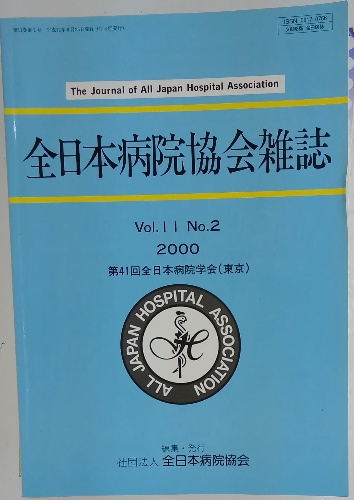 The Journal of All Japan Hospital Association
全日本病院協会雑誌
Vol.11 No.2
2000
第41回全日本病院学会(東京)
ALL JAPAN HOSPITAL ASSOCIATION
編集・発行
社団法人 全日本病院協会